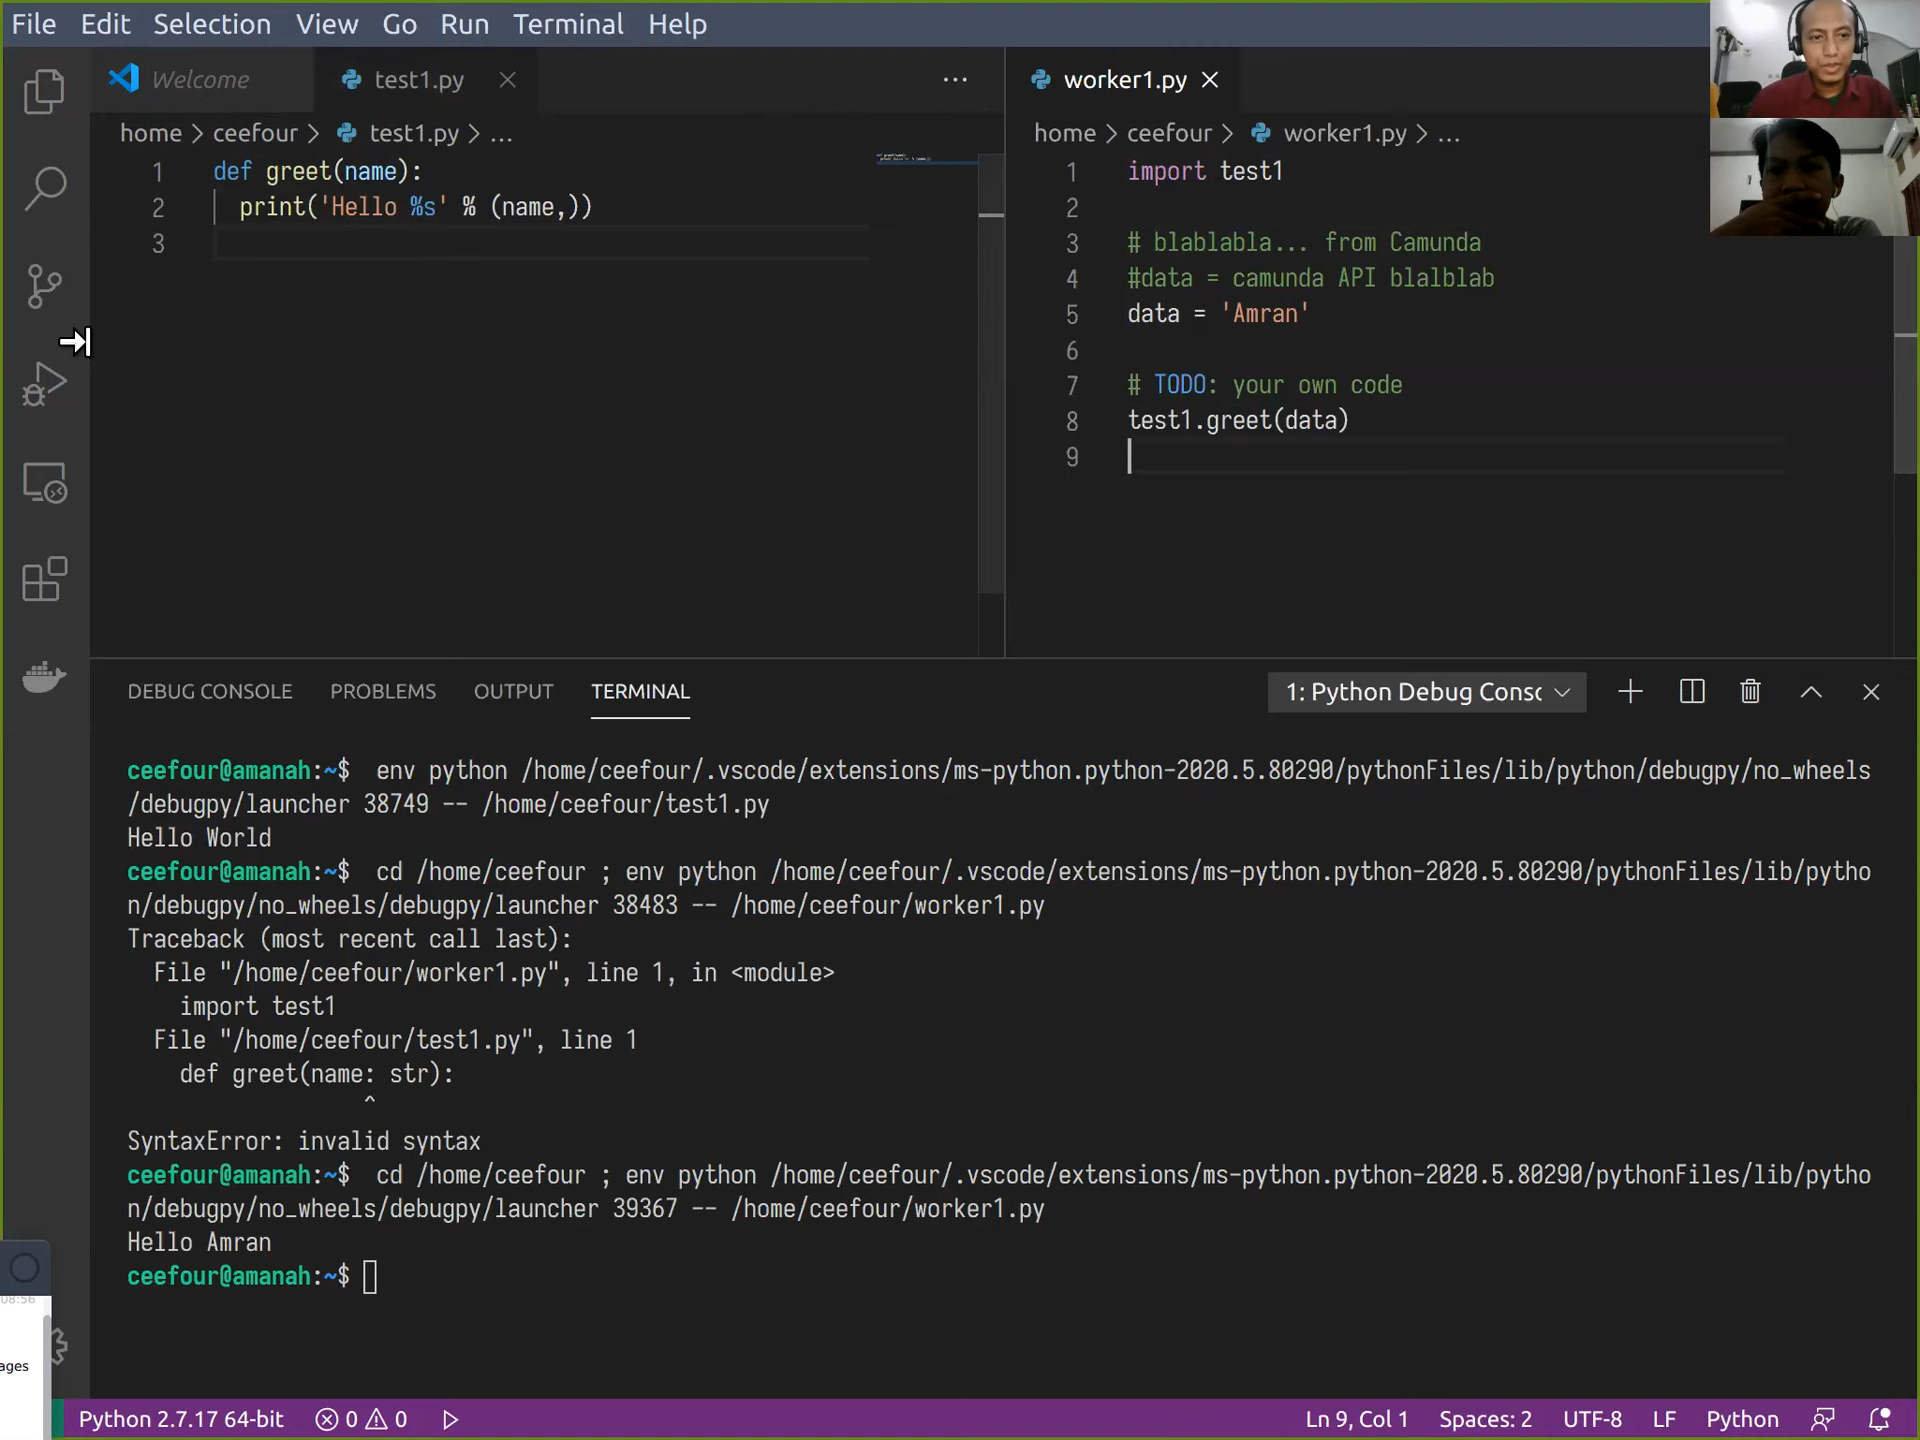 File Edit Selection View Go Run Terminal Help
Welcome test1.py
home > ceefour > test1.py > ...
1 def greet(name):
2 print('Hello %s' % (name,))
3
worker1.py
home > ceefour > worker1.py > ...
1 import test1
2
3 # blablabla... from Camunda
4 #data = camunda API blalblab
5 data = 'Amran'
6
7 # TODO: your own code
8 test1.greet(data)
9
DEBUG CONSOLE PROBLEMS OUTPUT TERMINAL 1: Python Debug Consc
ceefour@amanah:~$ env python /home/ceefour/.vscode/extensions/ms-python.python-2020.5.80290/pythonFiles/lib/python/debugpy/no_wheels
/debugpy/launcher 38749 -- /home/ceefour/test1.py
Hello World
ceefour@amanah:~$ cd /home/ceefour ; env python /home/ceefour/.vscode/extensions/ms-python.python-2020.5.80290/pythonFiles/lib/pytho
n/debugpy/no_wheels/debugpy/launcher 38483 -- /home/ceefour/worker1.py
Traceback (most recent call last):
File "/home/ceefour/worker1.py", line 1, in <module>
import test1
File "/home/ceefour/test1.py", line 1
def greet(name: str):
^
SyntaxError: invalid syntax
ceefour@amanah:~$ cd /home/ceefour ; env python /home/ceefour/.vscode/extensions/ms-python.python-2020.5.80290/pythonFiles/lib/pytho
n/debugpy/no_wheels/debugpy/launcher 39367 -- /home/ceefour/worker1.py
Hello Amran
ceefour@amanah:~$
08:56
ages
Python 2.7.17 64-bit 0 0 Ln 9, Col 1 Spaces: 2 UTF-8 LF Python